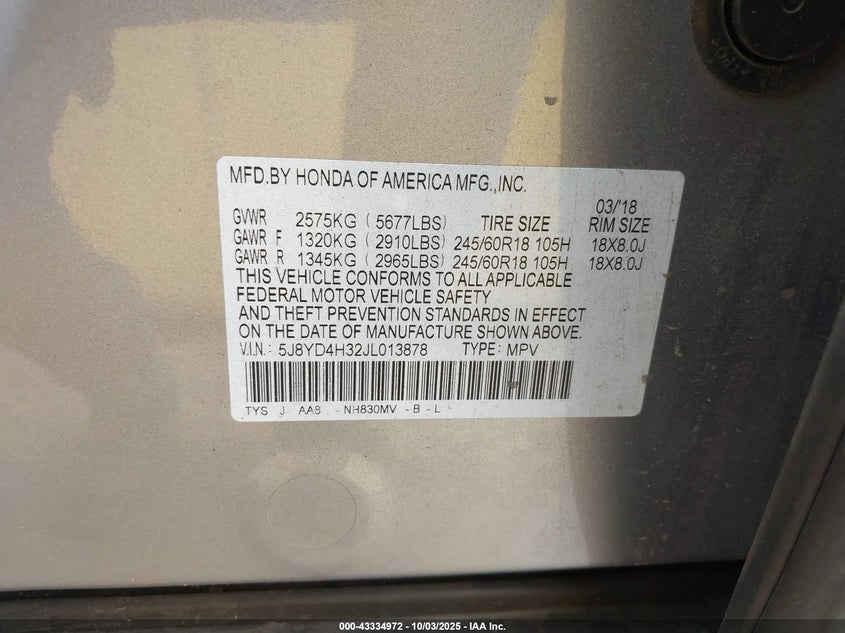 MFD.BY HONDA OF AMERICA MFG.,INC.
03/'18
GVWR 2575KG ( 5677LBS) TIRE SIZE RIM SIZE
GAWR F 1320KG ( 2910LBS) 245/60R18 105H 18X8.0J
GAWR R 1345KG ( 2965LBS) 245/60R18 105H 18X8.0J
THIS VEHICLE CONFORMS TO ALL APPLICABLE
FEDERAL MOTOR VEHICLE SAFETY
AND THEFT PREVENTION STANDARDS IN EFFECT
ON THE DATE OF MANUFACTURE SHOWN ABOVE.
V.I.N.: 5J8YD4H32JL013878 TYPE: MPV
TYS J AA8 - NH830MV - B - L
000-43334972 - 10/03/2025 - IAA Inc.